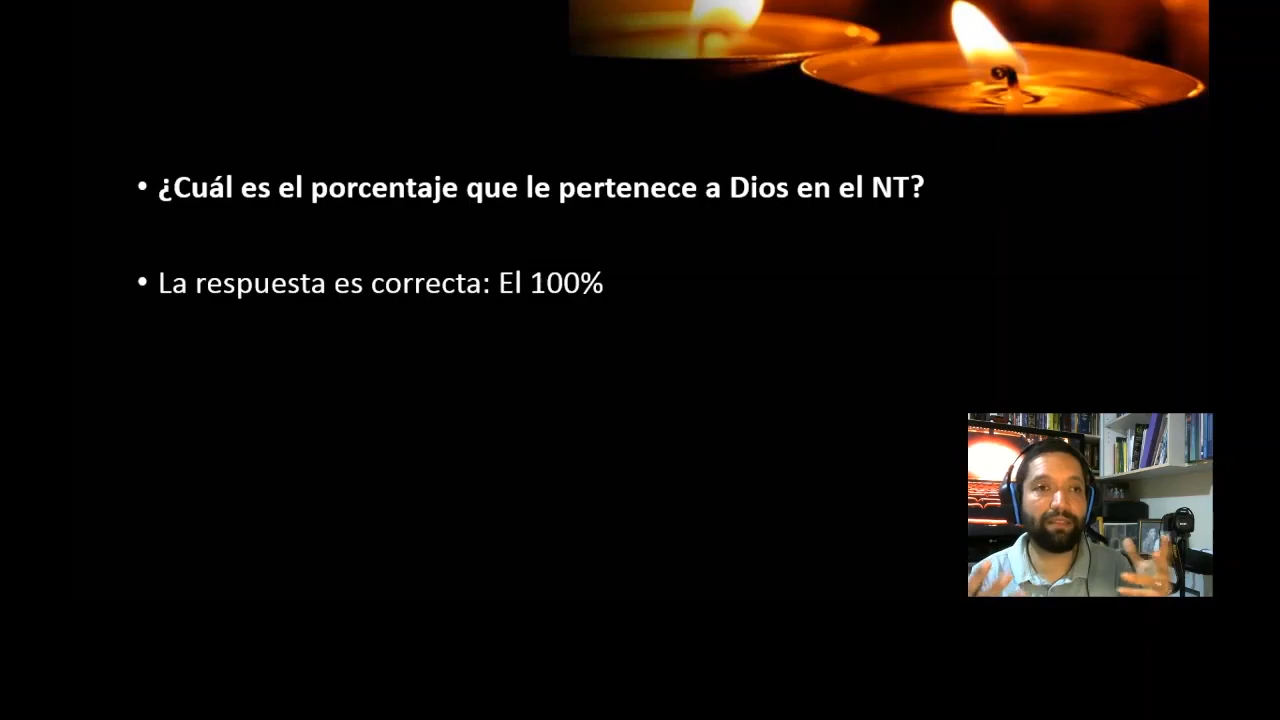 • ¿Cuál es el porcentaje que le pertenece a Dios en el NT?
• La respuesta es correcta: El 100%